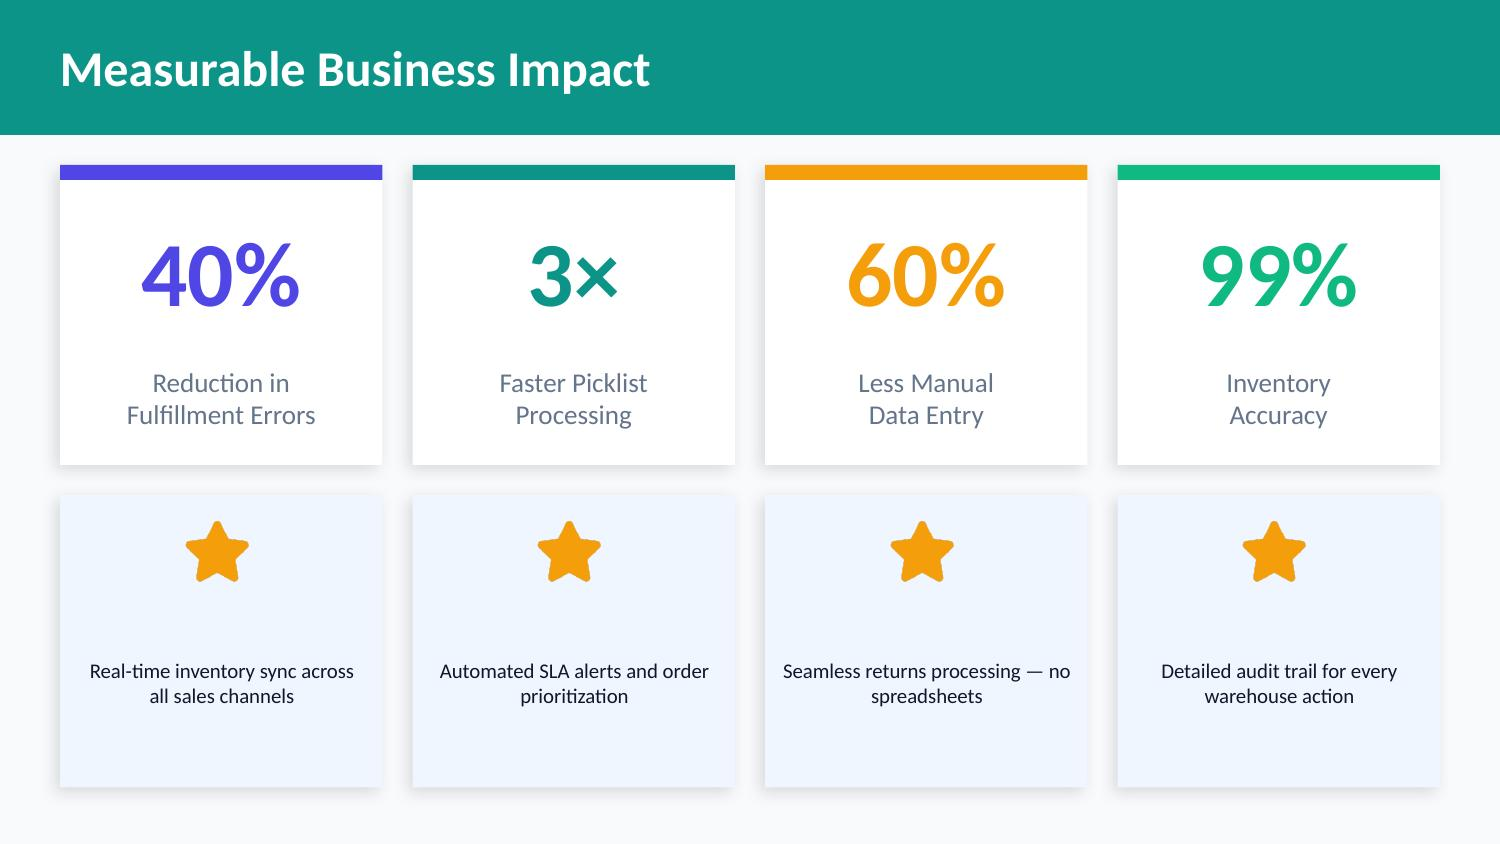 Measurable Business Impact
40%
3×
60%
99%
Reduction in
Fulfillment Errors
Faster Picklist
Processing
Less Manual
Data Entry
Inventory
Accuracy
Real-time inventory sync across
all sales channels
Automated SLA alerts and order
prioritization
Seamless returns processing — no
spreadsheets
Detailed audit trail for every
warehouse action